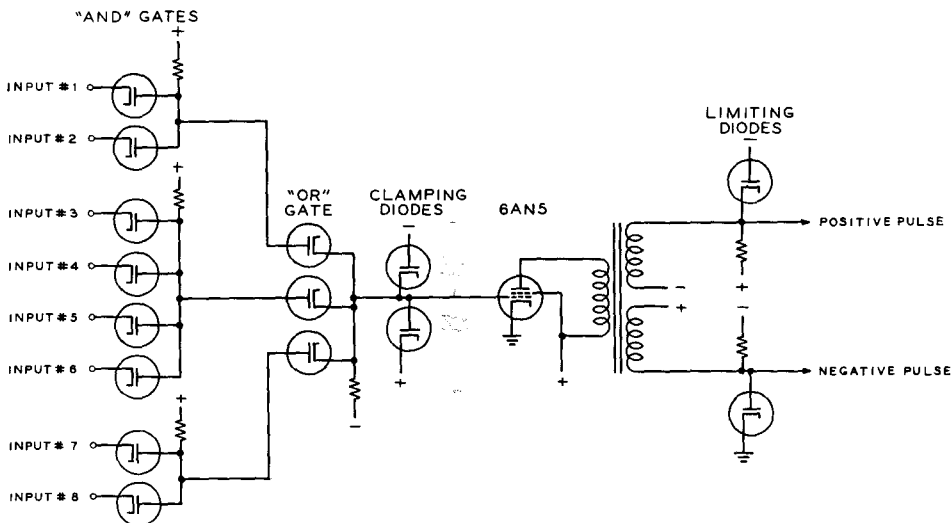 "AND" GATES
+
INPUT #1
INPUT #2
+
INPUT #3
INPUT #4
INPUT #5
INPUT #6
+
INPUT #7
INPUT #8
"OR"
GATE
−
CLAMPING
DIODES
−
+
6AN5
+
LIMITING
DIODES
−
POSITIVE PULSE
− +
+ −
NEGATIVE PULSE